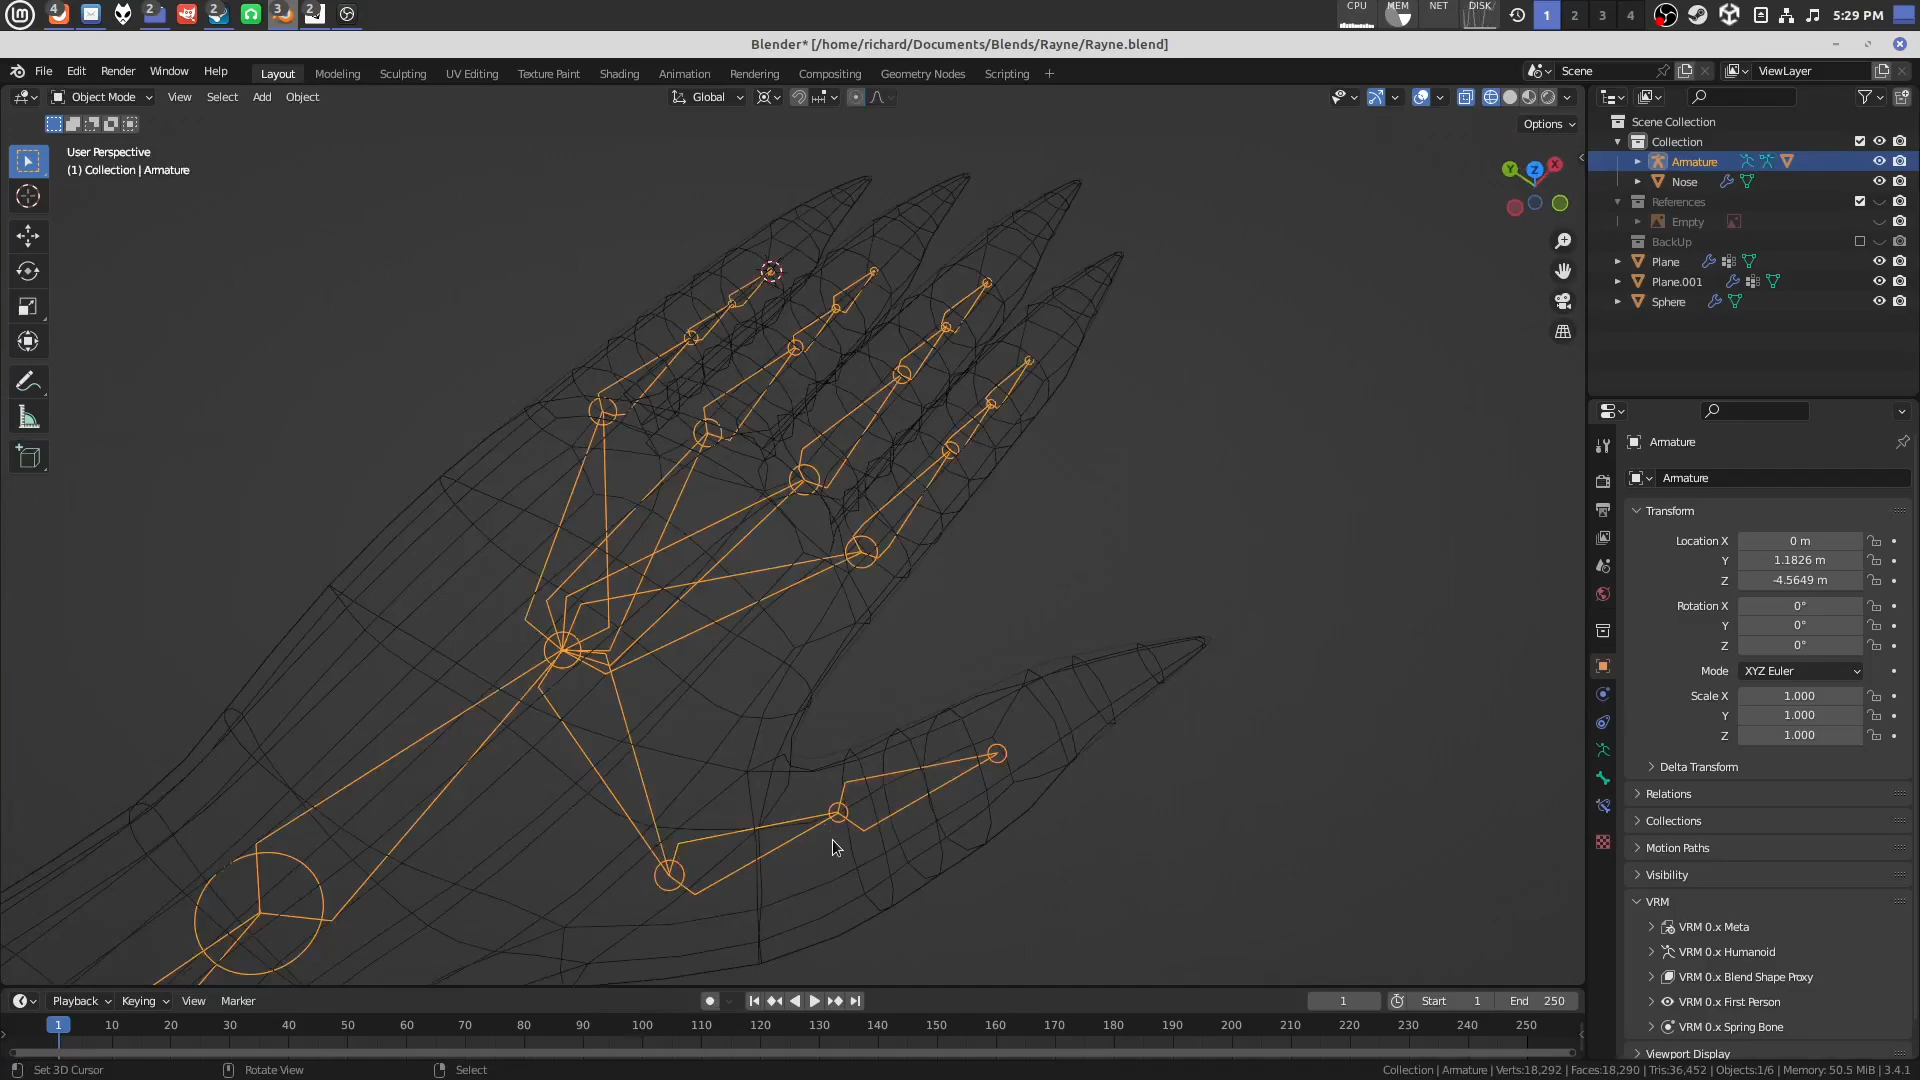 4
2
2
3
2
CPU
MEM
NET
DISK
1
2
3
4
5:29 PM
Blender* [/home/richard/Documents/Blends/Rayne/Rayne.blend]
File Edit Render Window Help
Layout Modeling Sculpting UV Editing Texture Paint Shading Animation Rendering Compositing Geometry Nodes Scripting +
Scene
ViewLayer
Object Mode
View Select Add Object
Global
Options
User Perspective
(1) Collection | Armature
Y Z X
Scene Collection
Collection
Armature
Nose
References
Empty
BackUp
Plane
Plane.001
Sphere
Armature
Armature
Transform
Location X 0 m
Y 1.1826 m
Z -4.5649 m
Rotation X 0°
Y 0°
Z 0°
Mode XYZ Euler
Scale X 1.000
Y 1.000
Z 1.000
Delta Transform
Relations
Collections
Motion Paths
Visibility
VRM
VRM 0.x Meta
VRM 0.x Humanoid
VRM 0.x Blend Shape Proxy
VRM 0.x First Person
VRM 0.x Spring Bone
Viewport Display
Playback Keying View Marker
1
Start 1
End 250
1 10 20 30 40 50 60 70 80 90 100 110 120 130 140 150 160 170 180 190 200 210 220 230 240 250
Set 3D Cursor
Rotate View
Select
Collection | Armature | Verts:18,292 | Faces:18,290 | Tris:36,452 | Objects:1/6 | Memory: 50.5 MiB | 3.4.1